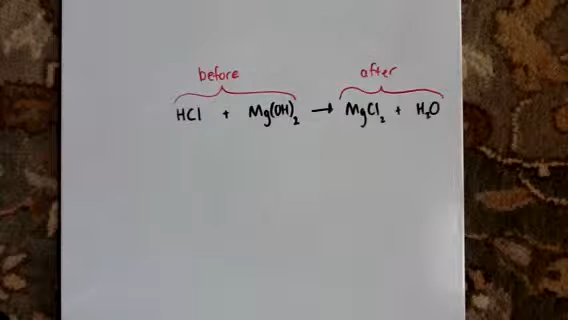 before after
HCl + Mg(OH)₂ → MgCl₂ + H₂O